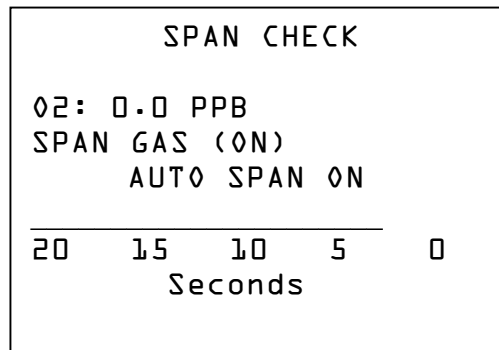 SPAN CHECK
O2: 0.0 PPB
SPAN GAS (ON)
AUTO SPAN ON
20 15 10 5 0
Seconds